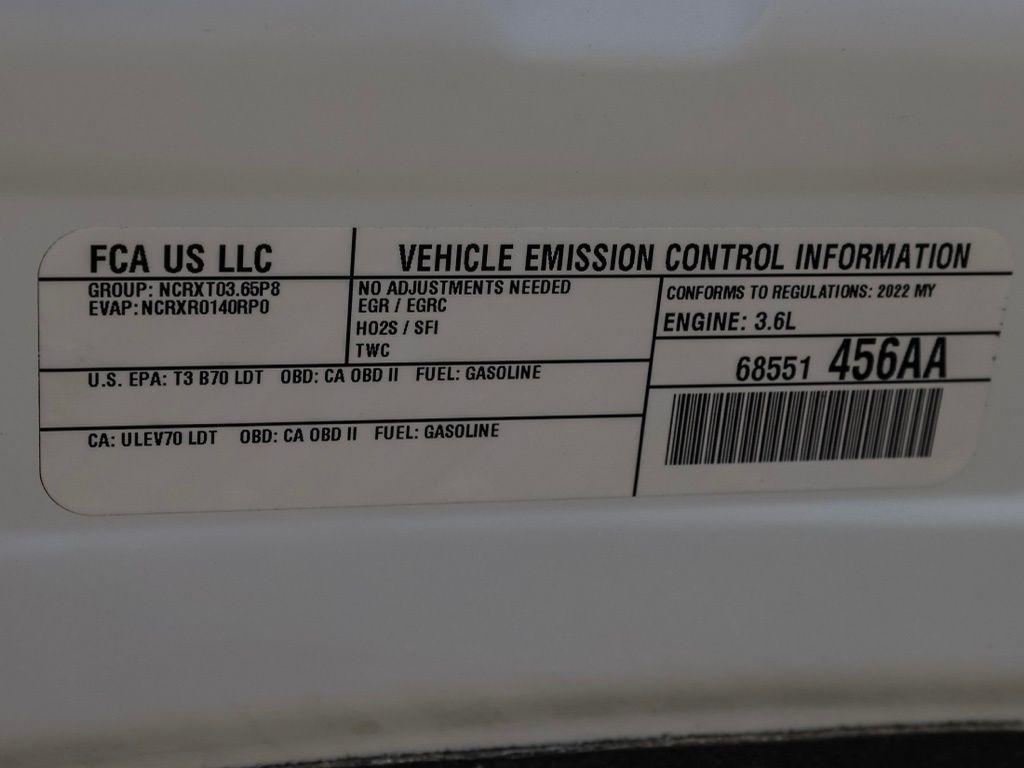 FCA US LLC
VEHICLE EMISSION CONTROL INFORMATION
GROUP: NCRXT03.65P8
EVAP: NCRXR0140RP0
NO ADJUSTMENTS NEEDED
EGR / EGRC
HO2S / SFI
TWC
CONFORMS TO REGULATIONS: 2022 MY
ENGINE: 3.6L
68551 456AA
U.S. EPA: T3 B70 LDT OBD: CA OBD II FUEL: GASOLINE
CA: ULEV70 LDT OBD: CA OBD II FUEL: GASOLINE